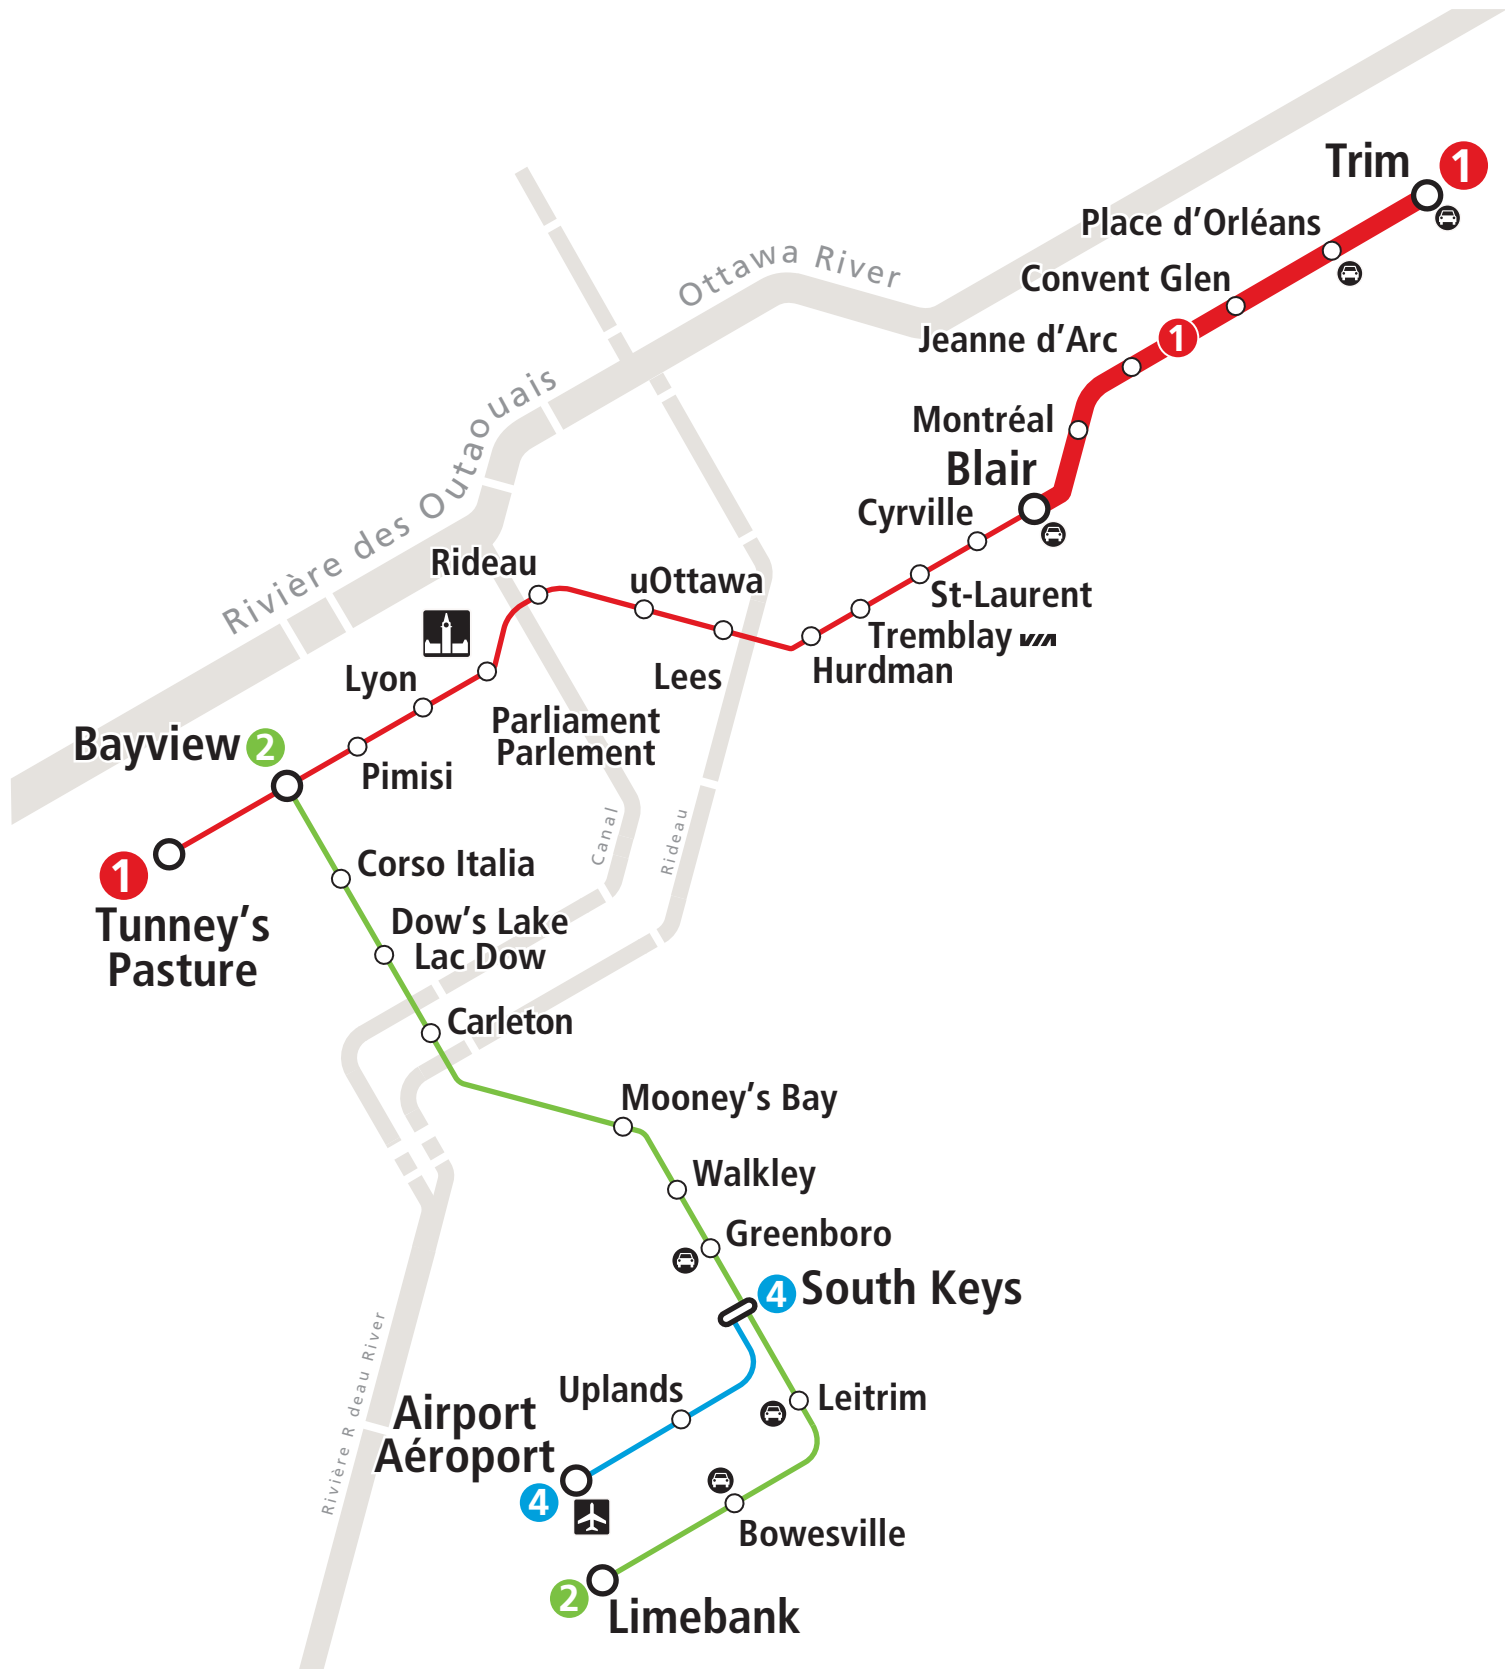 Trim 1
Place d’Orléans
Convent Glen
Jeanne d’Arc
1
Montréal
Blair
Cyrville
St-Laurent
Tremblay VIA
Hurdman
Ottawa River
Rivière des Outaouais
Rideau
uOttawa
Lees
Lyon
Parliament
Parlement
Bayview 2
Pimisi
1
Tunney’s
Pasture
Canal
Rideau
Corso Italia
Dow’s Lake
Lac Dow
Carleton
Mooney’s Bay
Walkley
Greenboro
4 South Keys
Uplands
Leitrim
Airport
Aéroport
4
Rivière R deau River
Bowesville
2
Limebank